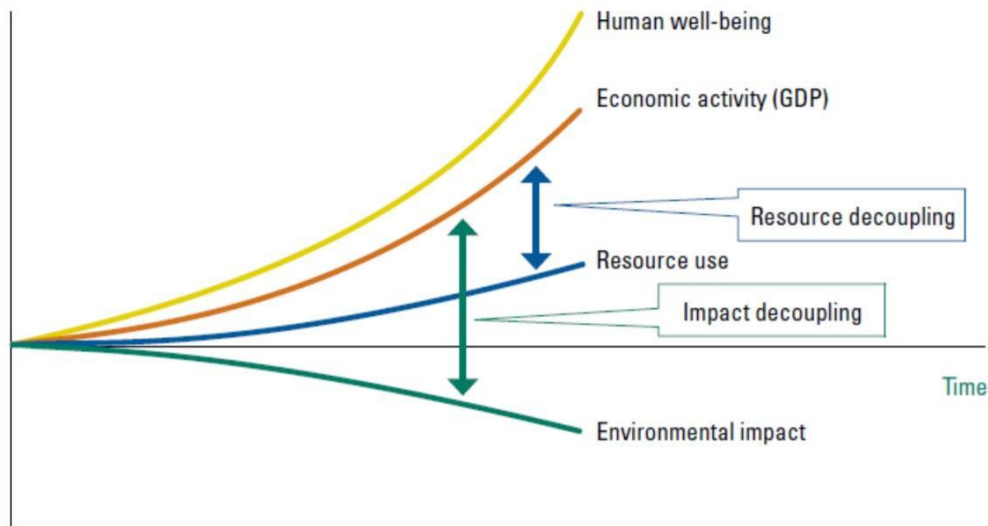 Human well-being
Economic activity (GDP)
Resource decoupling
Resource use
Impact decoupling
Time
Environmental impact